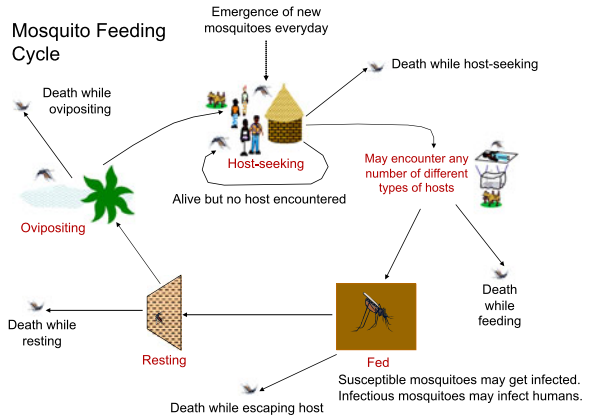 Mosquito Feeding
Cycle
Emergence of new
mosquitoes everyday
Death while host-seeking
Death while
ovipositing
Host-seeking
May encounter any
number of different
types of hosts
Alive but no host encountered
Ovipositing
Death
while
feeding
Death while
resting
Resting
Fed
Susceptible mosquitoes may get infected.
Infectious mosquitoes may infect humans.
Death while escaping host